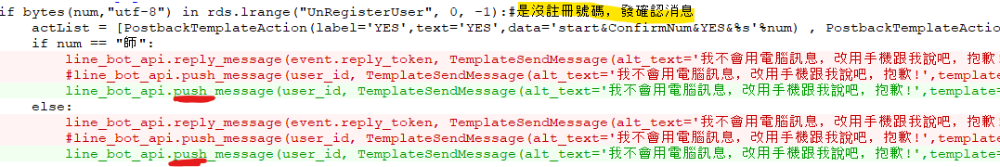 if bytes(num,"utf-8") in rds.lrange("UnRegisterUser", 0, -1):#是沒註冊號碼，發確認消息
actList = [PostbackTemplateAction(label='YES',text='YES',data='start&ConfirmNum&YES&%s'%num) , PostbackTemplateActio
if num == "師":
line_bot_api.reply_message(event.reply_token, TemplateSendMessage(alt_text='我不會用電腦訊息，改用手機跟我說吧，抱歉!
#line_bot_api.push_message(user_id, TemplateSendMessage(alt_text='我不會用電腦訊息，改用手機跟我說吧，抱歉!',template=
line_bot_api.push_message(user_id, TemplateSendMessage(alt_text='我不會用電腦訊息，改用手機跟我說吧，抱歉!',template=
else:
line_bot_api.reply_message(event.reply_token, TemplateSendMessage(alt_text='我不會用電腦訊息，改用手機跟我說吧，抱歉!
#line_bot_api.push_message(user_id, TemplateSendMessage(alt_text='我不會用電腦訊息，改用手機跟我說吧，抱歉!',template=
line_bot_api.push_message(user_id, TemplateSendMessage(alt_text='我不會用電腦訊息，改用手機跟我說吧，抱歉!',template=